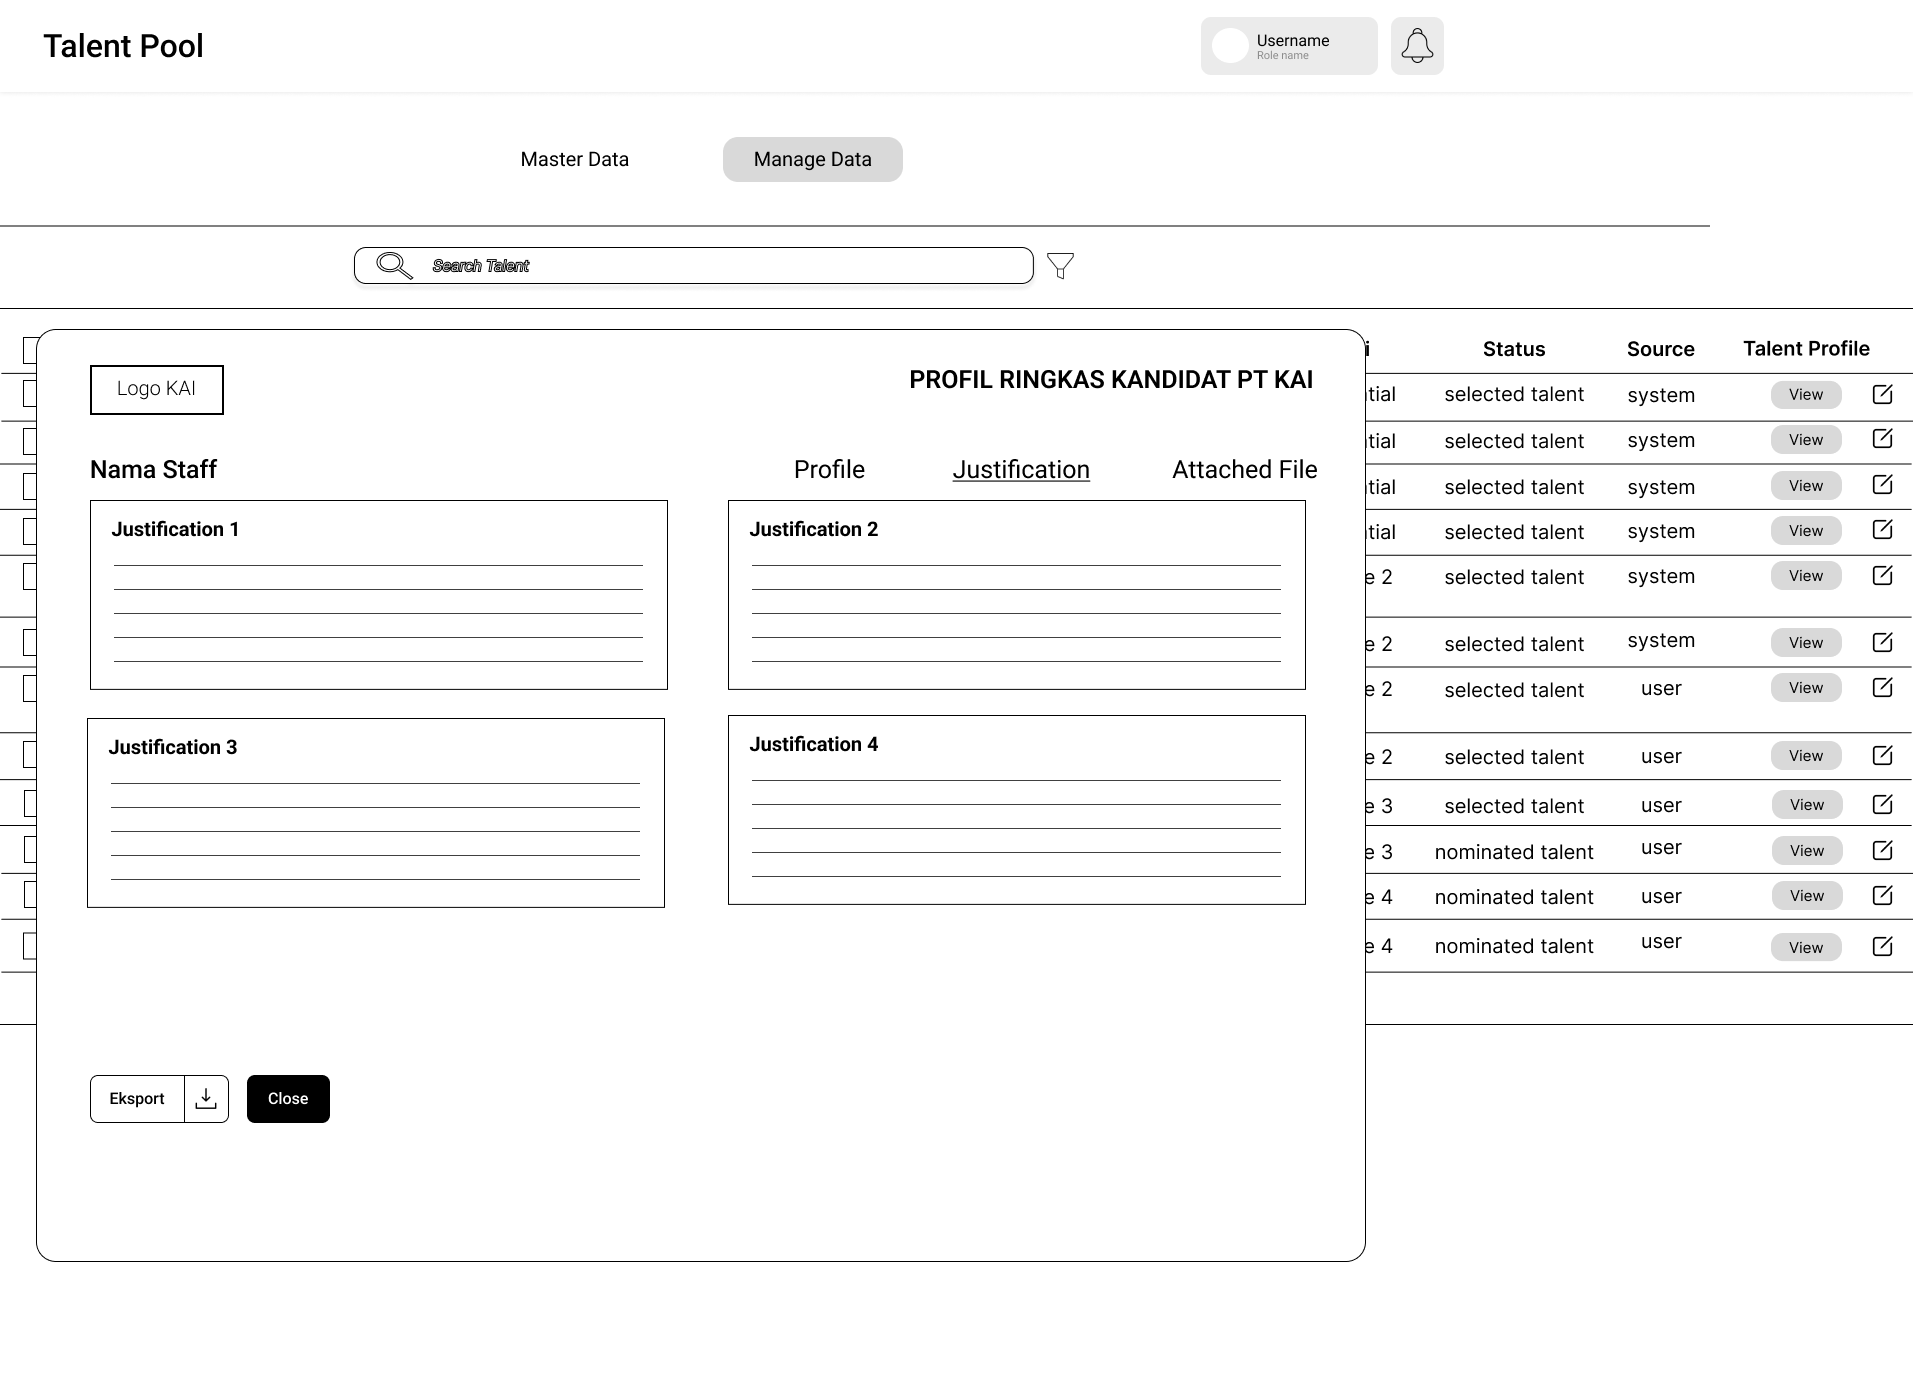 Talent Pool
Username
Role name
Master Data
Manage Data
Search Talent
Status Source Talent Profile
Logo KAI
PROFIL RINGKAS KANDIDAT PT KAI
Nama Staff
Profile Justification Attached File
Justification 1
Justification 2
Justification 3
Justification 4
Eksport
Close
selected talent system View
selected talent system View
selected talent system View
selected talent system View
2 selected talent system View
2 selected talent system View
2 selected talent user View
2 selected talent user View
3 selected talent user View
3 nominated talent user View
4 nominated talent user View
4 nominated talent user View